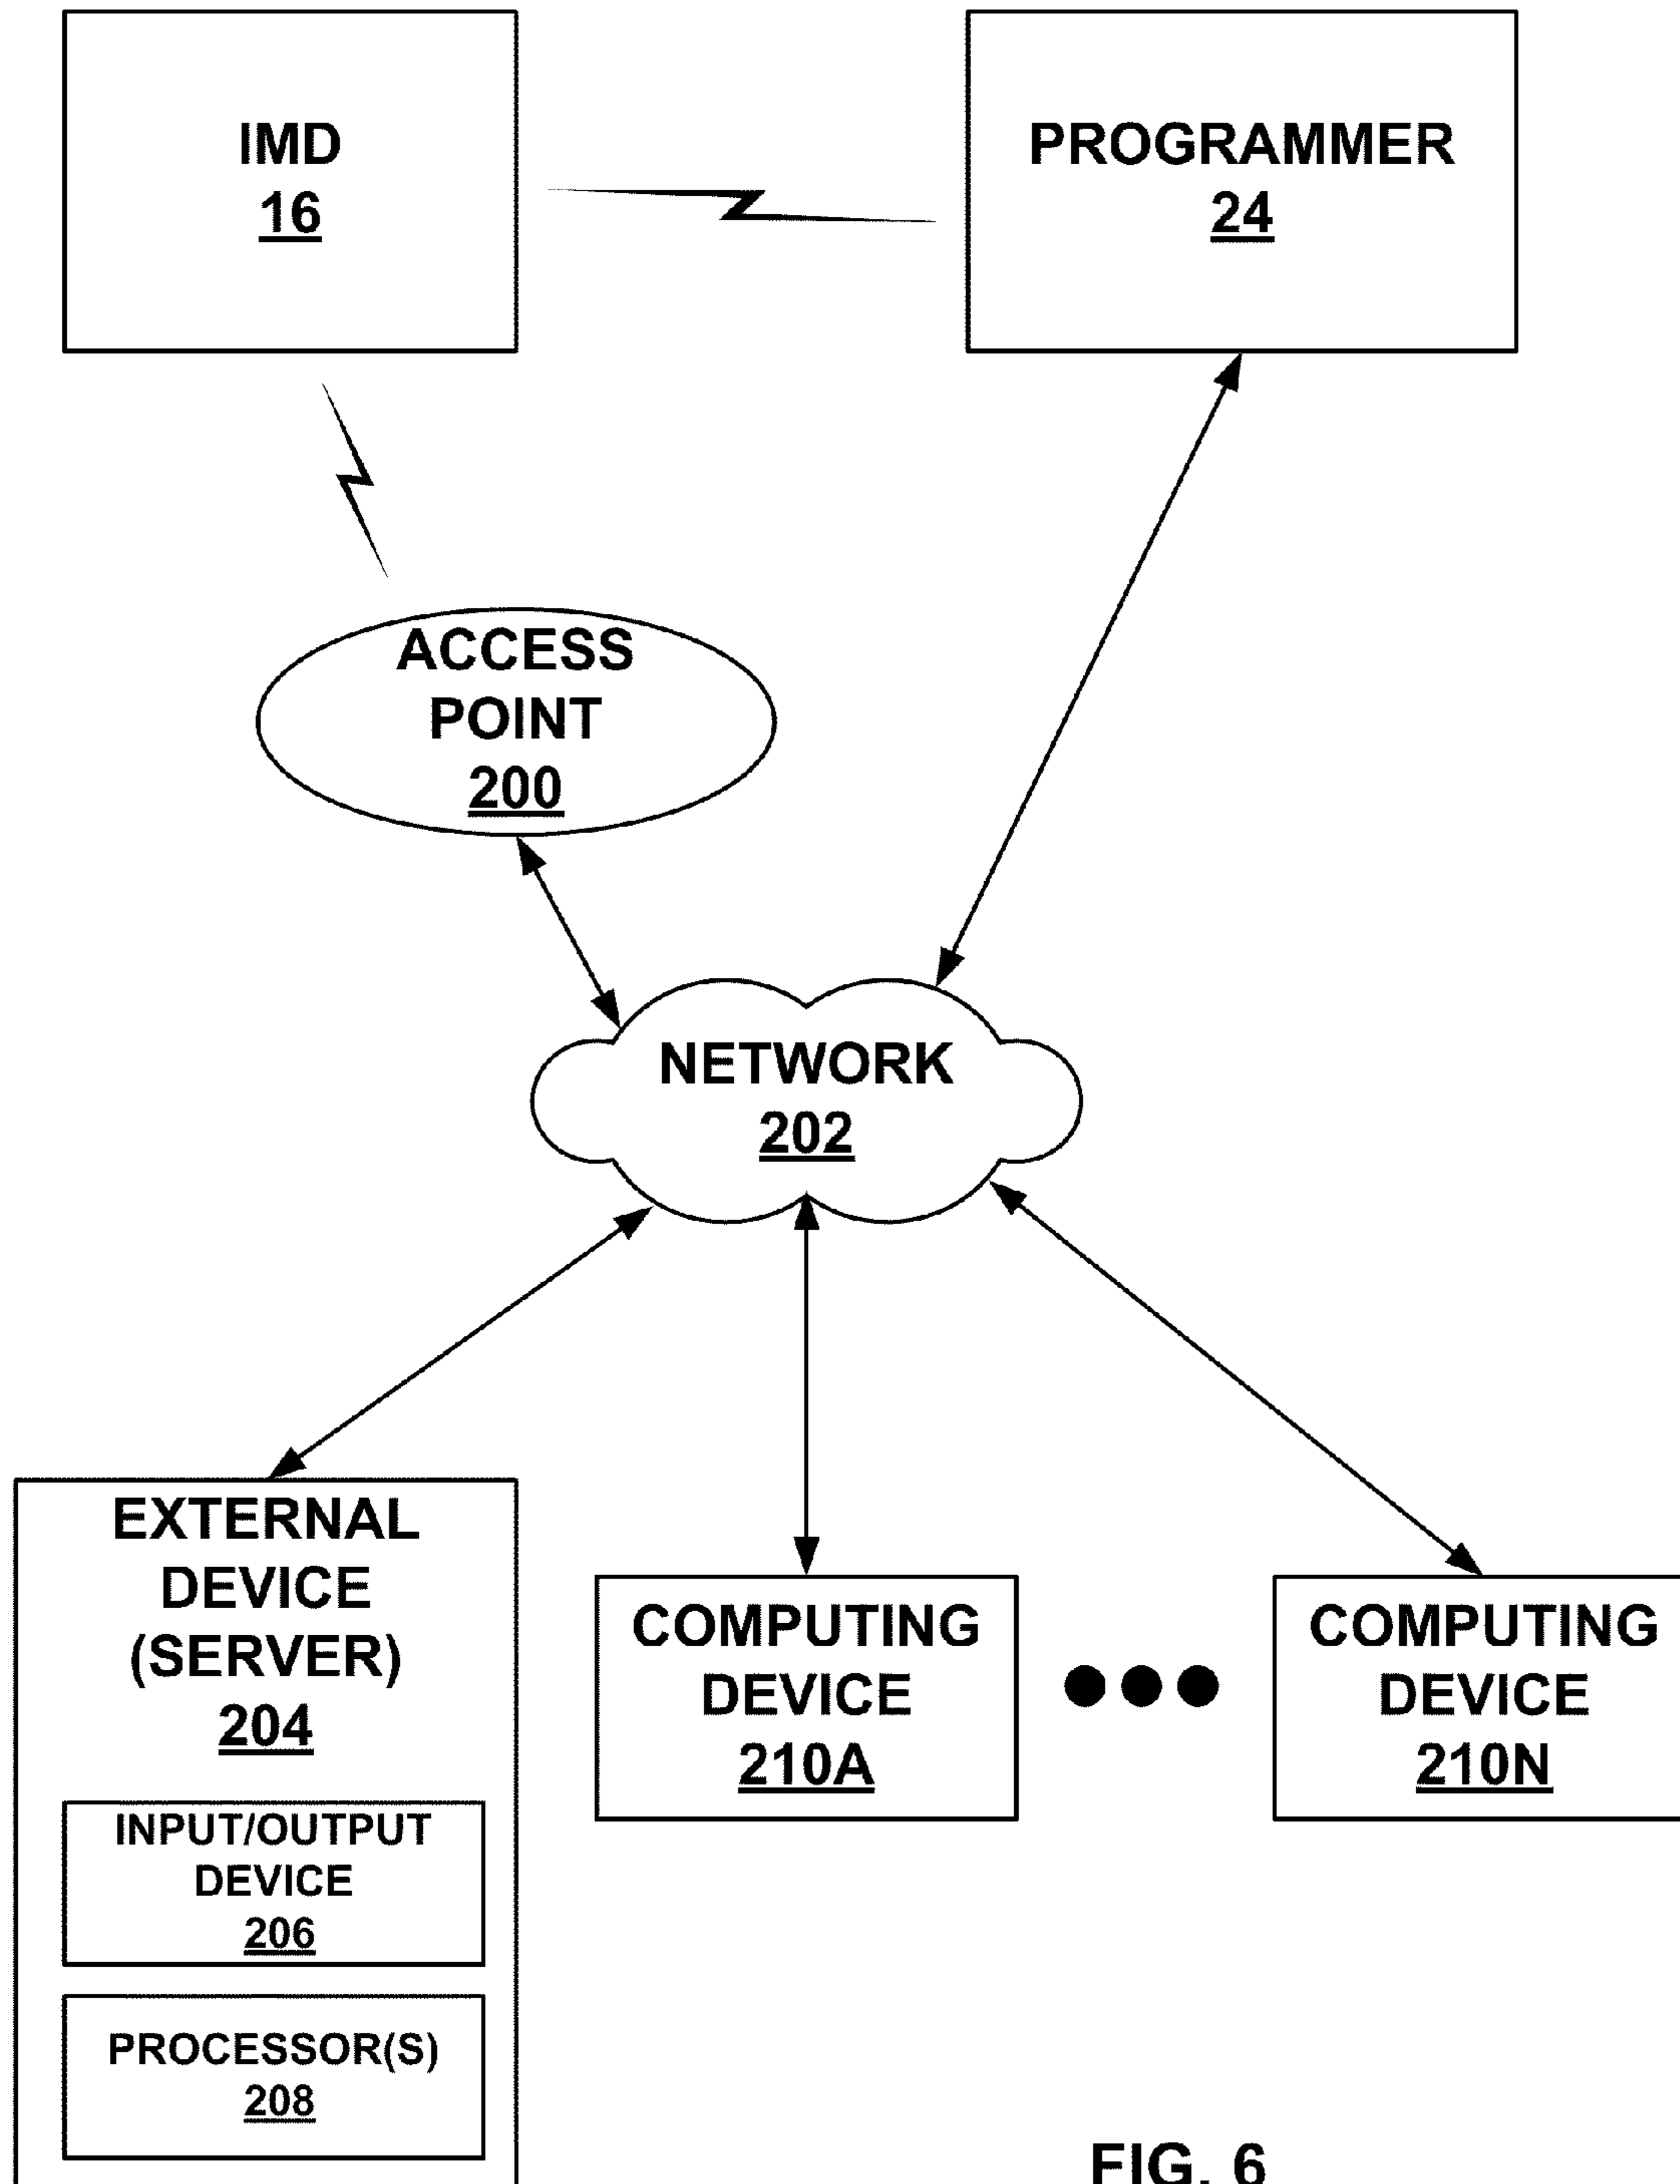 IMD
16
PROGRAMMER
24
ACCESS
POINT
200
NETWORK
202
EXTERNAL
DEVICE
(SERVER)
204
INPUT/OUTPUT
DEVICE
206
PROCESSOR(S)
208
COMPUTING
DEVICE
210A
COMPUTING
DEVICE
210N
FIG. 6